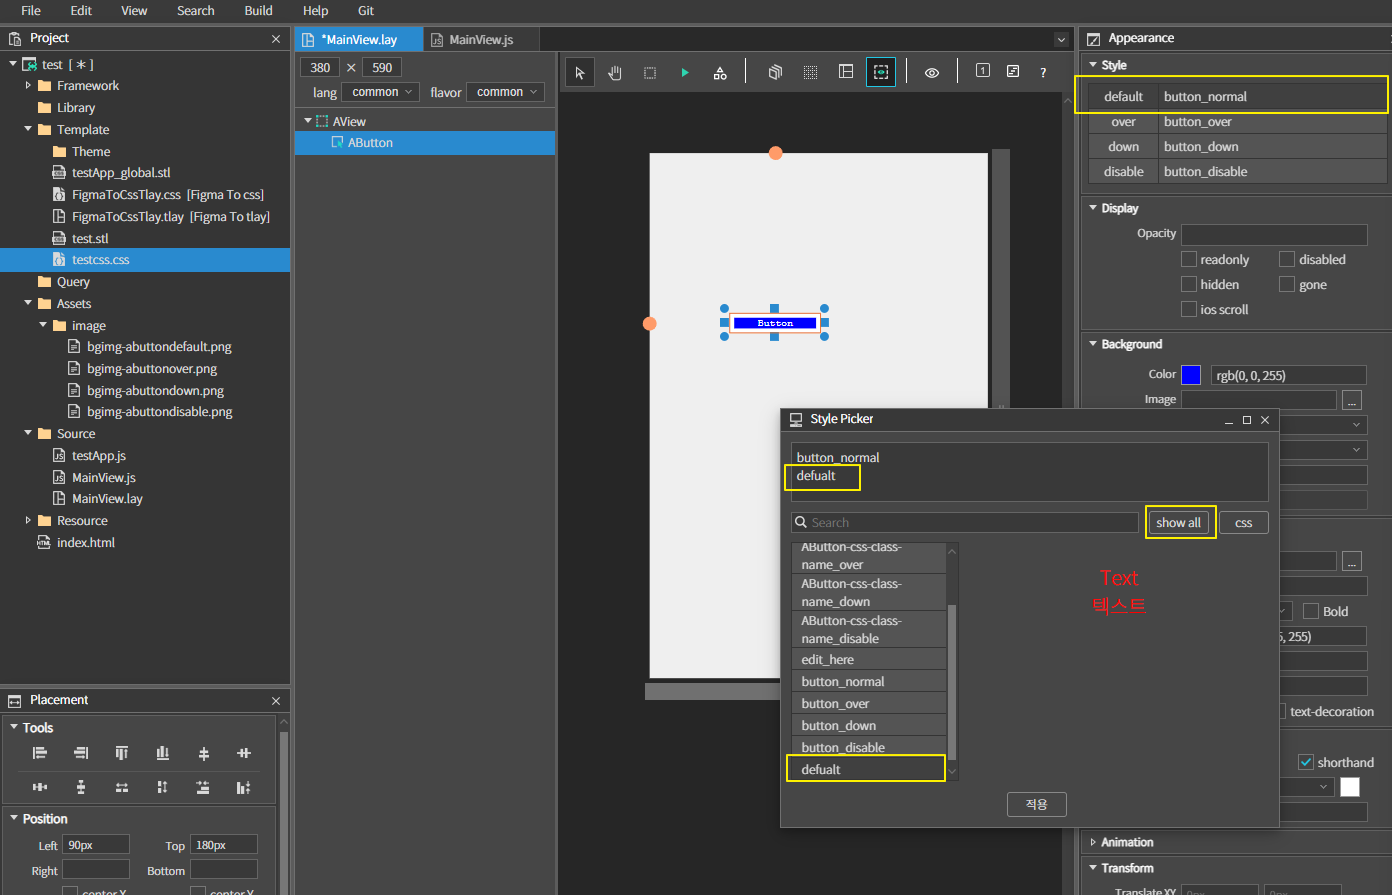 File Edit View Search Build Help Git
Project
test [ * ]
Framework
Library
Template
Theme
testApp_global.stl
FigmaToCssTlay.css [Figma To css]
FigmaToCssTlay.tlay [Figma To tlay]
test.stl
testcss.css
Query
Assets
image
bgimg-abuttondefault.png
bgimg-abuttonover.png
bgimg-abuttondown.png
bgimg-abuttondisable.png
Source
testApp.js
MainView.js
MainView.lay
Resource
index.html
Placement
Tools
Position
Left 90px Top 180px
Right Bottom
center X center Y
*MainView.lay MainView.js
380 × 590
lang common flavor common
AView
AButton
1 ?
Button
Style Picker
button_normal
defualt
Search show all css
AButton-css-class-
name_over
AButton-css-class-
name_down
AButton-css-class-
name_disable
edit_here
button_normal
button_over
button_down
button_disable
defualt
Text
텍스트
적용
Appearance
Style
default button_normal
over button_over
down button_down
disable button_disable
Display
Opacity
readonly disabled
hidden gone
ios scroll
Background
Color rgb(0, 0, 255)
Image ...
...
Bold
5, 255)
text-decoration
shorthand
Animation
Transform
Translate XY 0px 0px